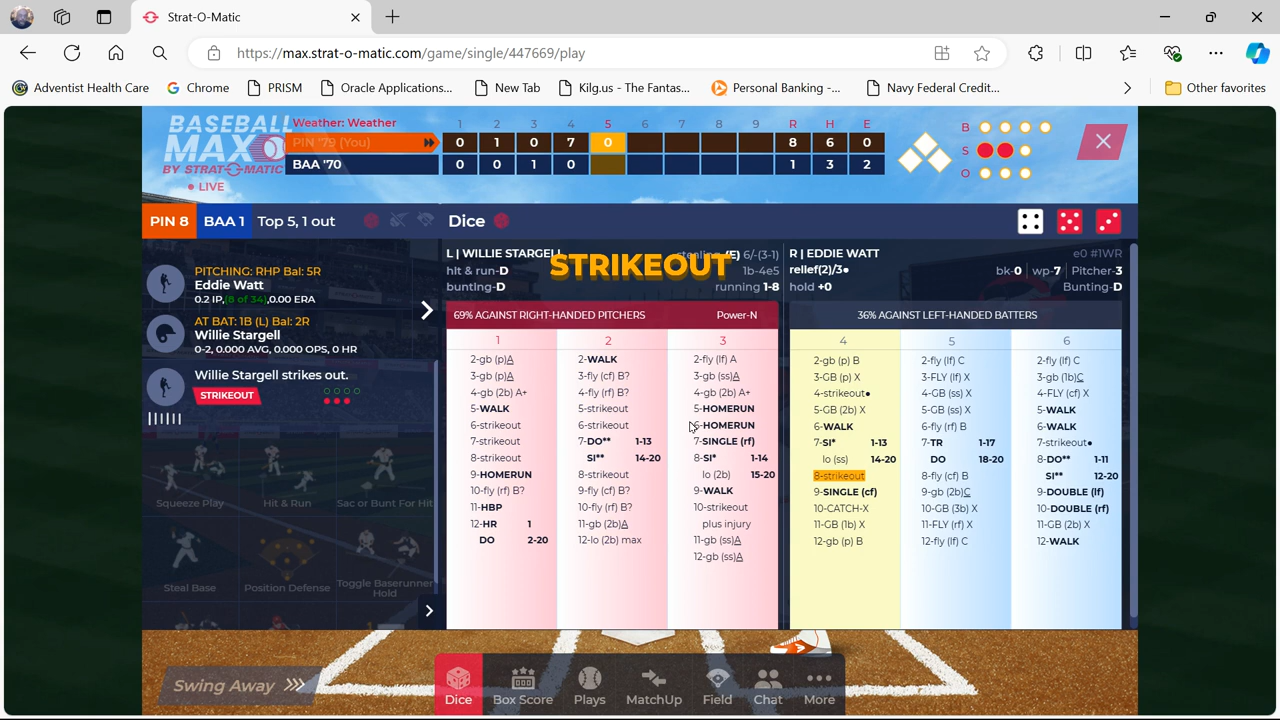 Strat-O-Matic
https://max.strat-o-matic.com/game/single/447669/play
Adventist Health Care
Chrome
PRISM
Oracle Applications...
New Tab
Kilg.us - The Fantas...
Personal Banking -...
Navy Federal Credit...
Other favorites
BASEBALL
MAX
BY STRAT-O-MATIC
LIVE
Weather: Weather
1 2 3 4 5 6 7 8 9 R H E
PIN '79 (You) 0 1 0 7 0 8 6 0
BAA '70 0 0 1 0 1 3 2
B
S
O
PIN 8 BAA 1 Top 5, 1 out
Dice
PITCHING: RHP Bal: 5R
Eddie Watt
0.2 IP,(8 of 34),0.00 ERA
AT BAT: 1B (L) Bal: 2R
Willie Stargell
0-2, 0.000 AVG, 0.000 OPS, 0 HR
Willie Stargell strikes out.
STRIKEOUT
Squeeze Play
Hit & Run
Sac or Bunt For Hit
Steal Base
Position Defense
Toggle Baserunner Hold
L | WILLIE STARGELL
stealing-(E) 6/-(3-1)
hit & run-D
1b-4e5
bunting-D
running 1-8
STRIKEOUT
69% AGAINST RIGHT-HANDED PITCHERS Power-N
1
2-gb (p)A
3-gb (p)A
4-gb (2b) A+
5-WALK
6-strikeout
7-strikeout
8-strikeout
9-HOMERUN
10-fly (rf) B?
11-HBP
12-HR 1
DO 2-20
2
2-WALK
3-fly (cf) B?
4-fly (rf) B?
5-strikeout
6-strikeout
7-DO** 1-13
SI** 14-20
8-strikeout
9-fly (cf) B?
10-fly (rf) B?
11-gb (2b)A
12-lo (2b) max
3
2-fly (lf) A
3-gb (ss)A
4-gb (2b) A+
5-HOMERUN
6-HOMERUN
7-SINGLE (rf)
8-SI* 1-14
lo (2b) 15-20
9-WALK
10-strikeout
plus injury
11-gb (ss)A
12-gb (ss)A
R | EDDIE WATT
e0 #1WR
relief(2)/3●
bk-0 wp-7 Pitcher-3
hold +0
Bunting-D
36% AGAINST LEFT-HANDED BATTERS
4
2-gb (p) B
3-GB (p) X
4-strikeout●
5-GB (2b) X
6-WALK
7-SI* 1-13
lo (ss) 14-20
8-strikeout
9-SINGLE (cf)
10-CATCH-X
11-GB (1b) X
12-gb (p) B
5
2-fly (lf) C
3-FLY (lf) X
4-GB (ss) X
5-GB (ss) X
6-fly (rf) B
7-TR 1-17
DO 18-20
8-fly (cf) B
9-gb (2b)C
10-GB (3b) X
11-FLY (rf) X
12-fly (lf) C
6
2-fly (lf) C
3-gb (1b)C
4-FLY (cf) X
5-WALK
6-WALK
7-strikeout●
8-DO** 1-11
SI** 12-20
9-DOUBLE (lf)
10-DOUBLE (rf)
11-GB (2b) X
12-WALK
Swing Away
Dice
Box Score
Plays
MatchUp
Field
Chat
More